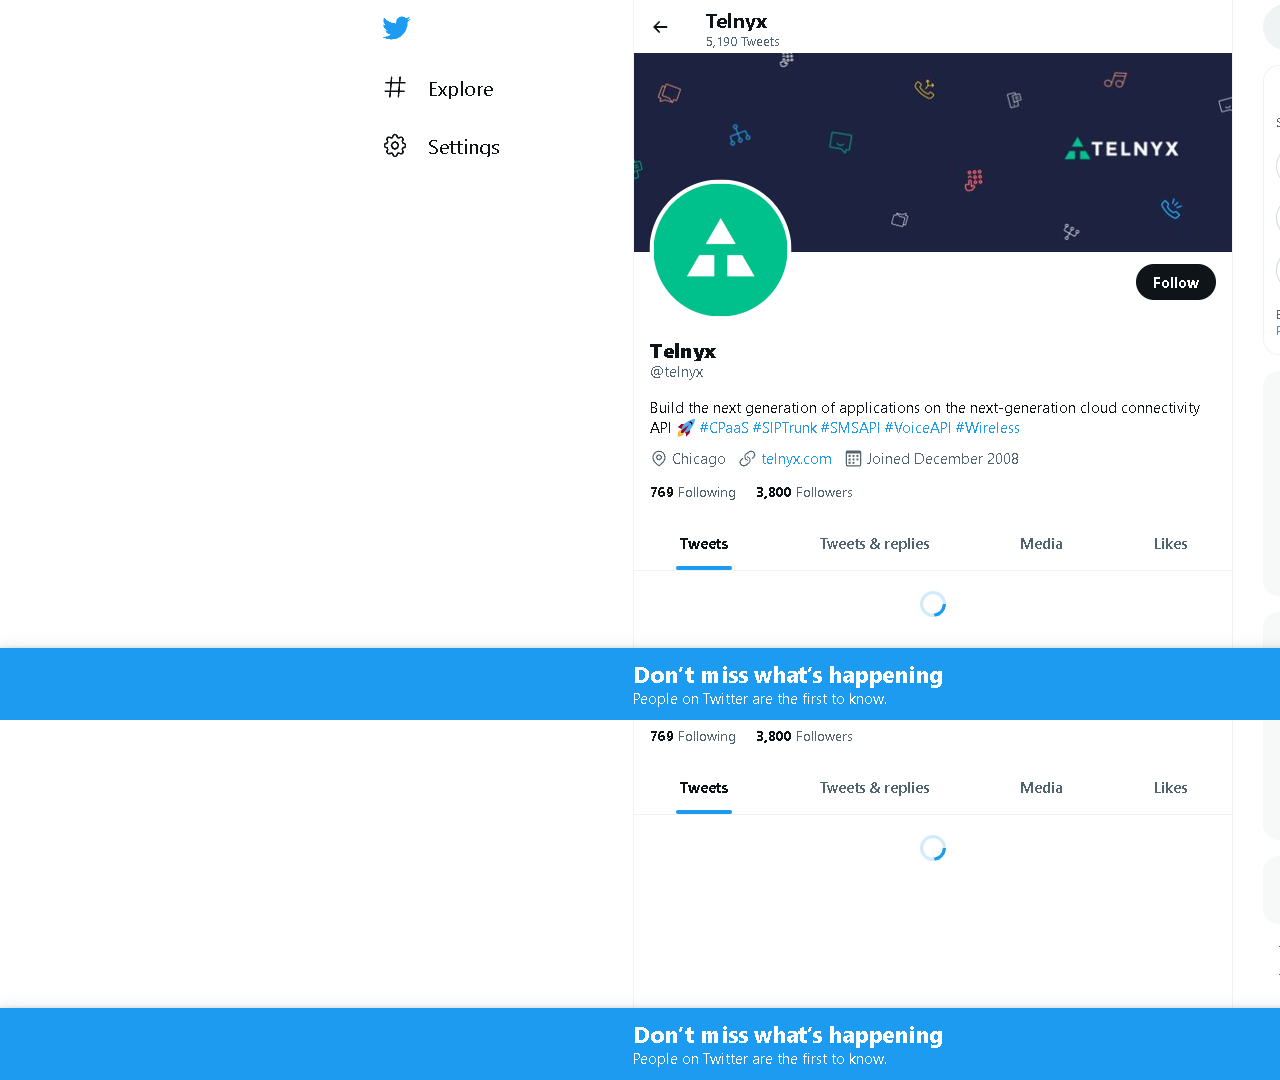 Telnyx
5,190 Tweets
Explore
Settings
TELNYX
Follow
Telnyx
@telnyx
Build the next generation of applications on the next-generation cloud connectivity
API 🚀 #CPaaS #SIPTrunk #SMSAPI #VoiceAPI #Wireless
Chicago telnyx.com Joined December 2008
769 Following 3,800 Followers
Tweets Tweets & replies Media Likes
Don't miss what's happening
People on Twitter are the first to know.
769 Following 3,800 Followers
Tweets Tweets & replies Media Likes
Don't miss what's happening
People on Twitter are the first to know.